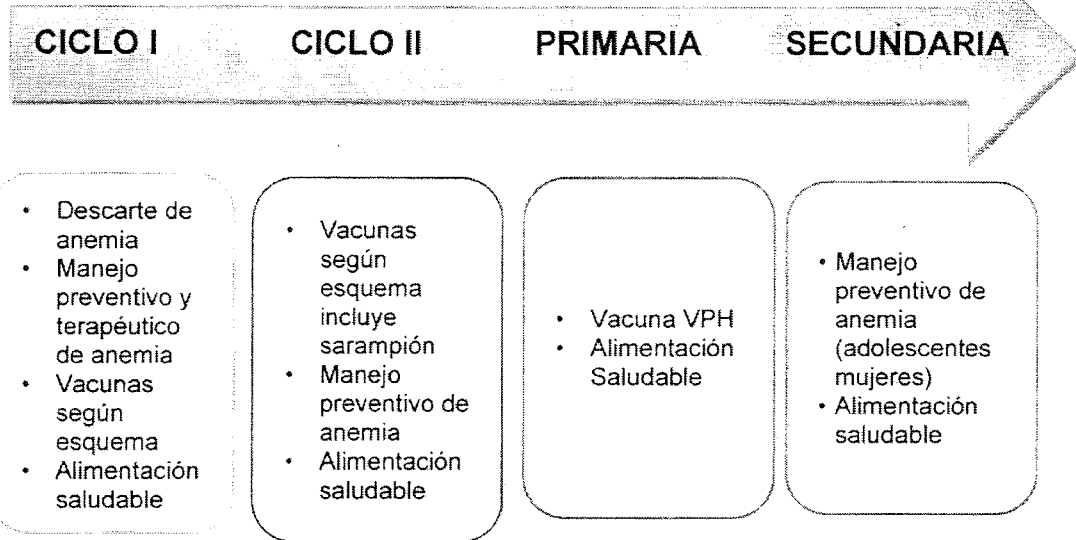 CICLO I
CICLO II
PRIMARIA
SECUNDARIA
• Descarte de
anemia
• Manejo
preventivo y
terapéutico
de anemia
• Vacunas
según
esquema
• Alimentación
saludable
• Vacunas
según
esquema
incluye
sarampión
• Manejo
preventivo de
anemia
• Alimentación
saludable
• Vacuna VPH
• Alimentación
Saludable
• Manejo
preventivo de
anemia
(adolescentes
mujeres)
• Alimentación
saludable